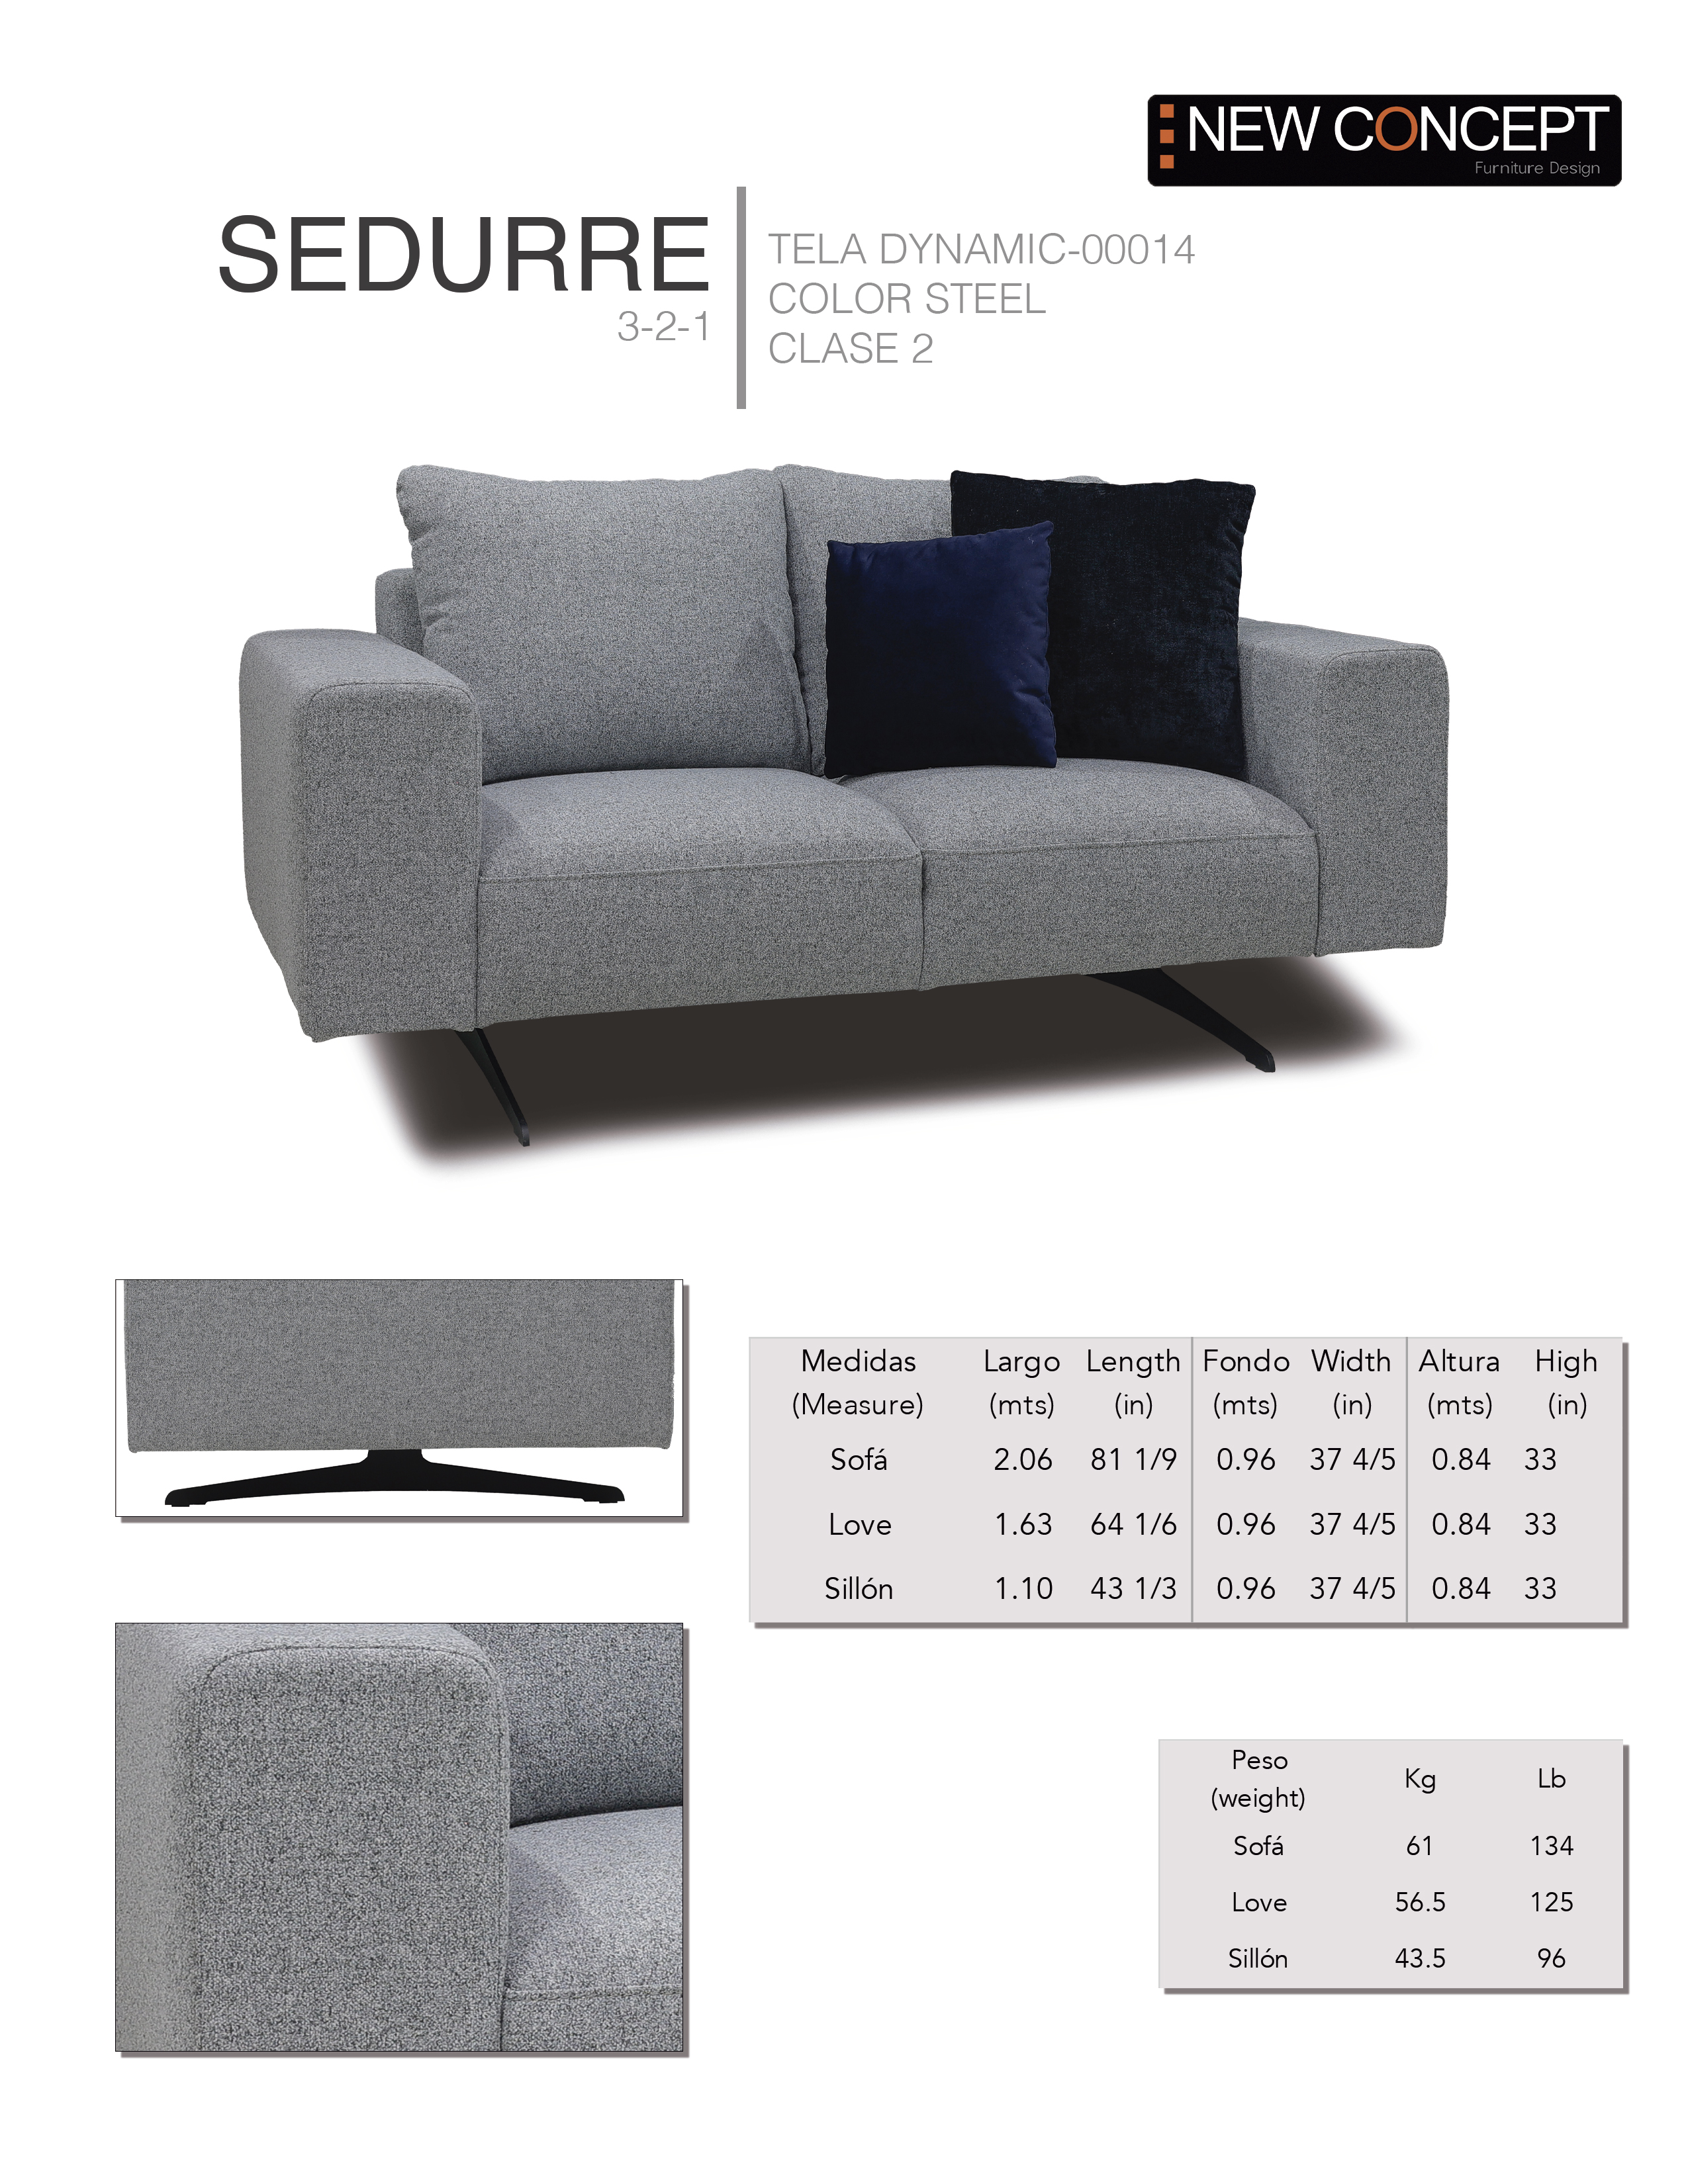 NEW CONCEPT
Furniture Design
SEDURRE
3-2-1
TELA DYNAMIC-00014
COLOR STEEL
CLASE 2
Medidas Largo Length Fondo Width Altura High
(Measure) (mts) (in) (mts) (in) (mts) (in)
Sofá 2.06 81 1/9 0.96 37 4/5 0.84 33
Love 1.63 64 1/6 0.96 37 4/5 0.84 33
Sillón 1.10 43 1/3 0.96 37 4/5 0.84 33
Peso
(weight) Kg Lb
Sofá 61 134
Love 56.5 125
Sillón 43.5 96